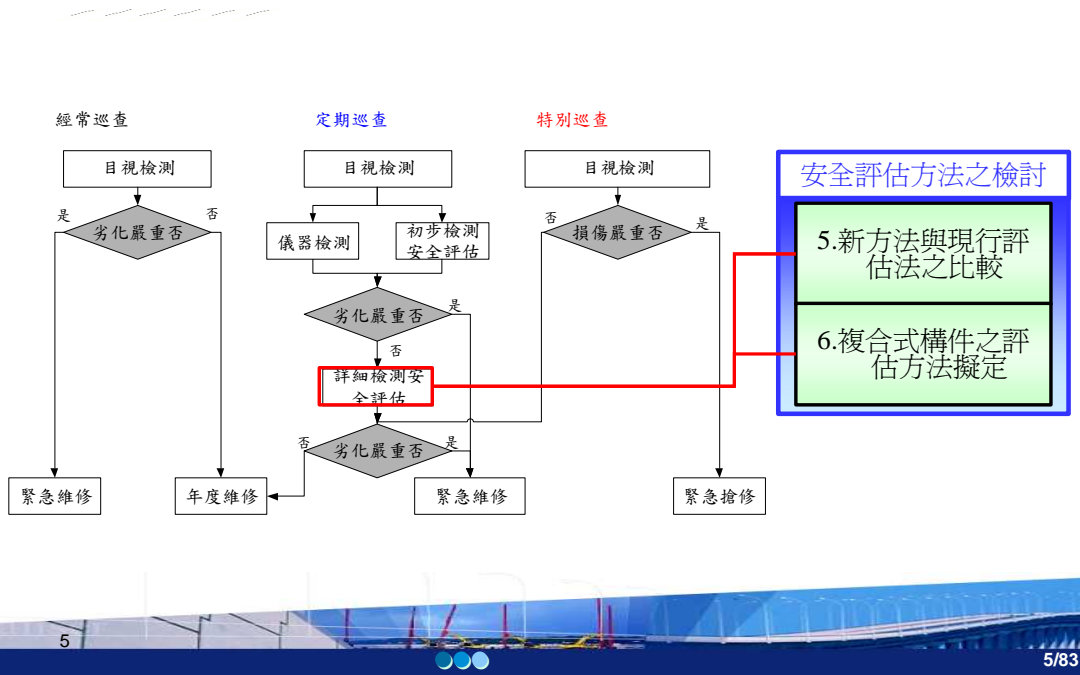 經常巡查
定期巡查
特別巡查
目視檢測
目視檢測
目視檢測
安全評估方法之檢討
是
否
劣化嚴重否
儀器檢測
初步檢測
安全評估
否
是
損傷嚴重否
5.新方法與現行評
估法之比較
劣化嚴重否
是
否
6.複合式構件之評
估方法擬定
詳細檢測安
全評估
否
劣化嚴重否
是
緊急維修
年度維修
緊急維修
緊急搶修
5
5/83